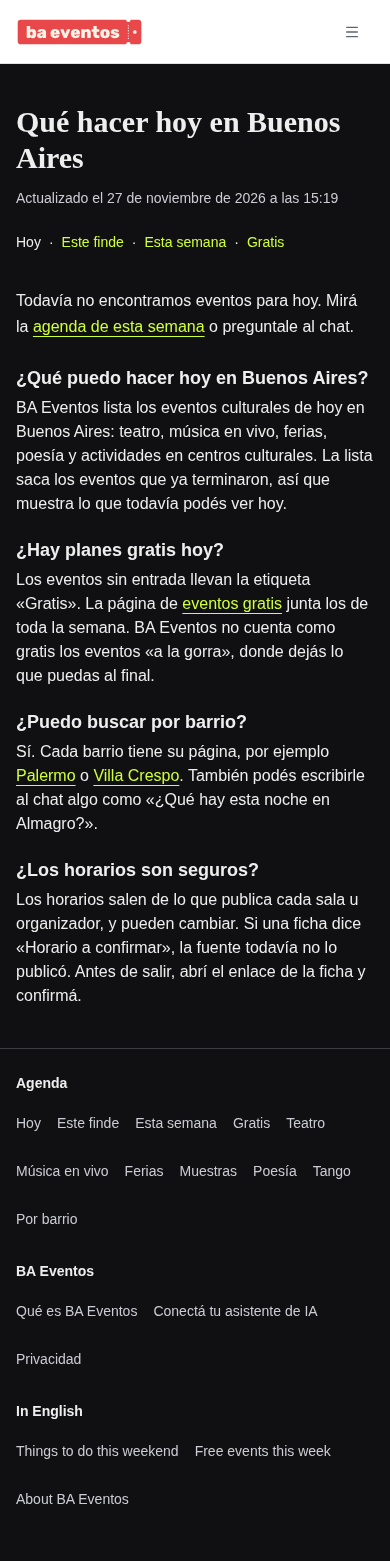 ba eventos
Qué hacer hoy en Buenos
Aires
Actualizado el 27 de noviembre de 2026 a las 15:19
Hoy · Este finde · Esta semana · Gratis
Todavía no encontramos eventos para hoy. Mirá
la agenda de esta semana o preguntale al chat.
¿Qué puedo hacer hoy en Buenos Aires?
BA Eventos lista los eventos culturales de hoy en
Buenos Aires: teatro, música en vivo, ferias,
poesía y actividades en centros culturales. La lista
saca los eventos que ya terminaron, así que
muestra lo que todavía podés ver hoy.
¿Hay planes gratis hoy?
Los eventos sin entrada llevan la etiqueta
«Gratis». La página de eventos gratis junta los de
toda la semana. BA Eventos no cuenta como
gratis los eventos «a la gorra», donde dejás lo
que puedas al final.
¿Puedo buscar por barrio?
Sí. Cada barrio tiene su página, por ejemplo
Palermo o Villa Crespo. También podés escribirle
al chat algo como «¿Qué hay esta noche en
Almagro?».
¿Los horarios son seguros?
Los horarios salen de lo que publica cada sala u
organizador, y pueden cambiar. Si una ficha dice
«Horario a confirmar», la fuente todavía no lo
publicó. Antes de salir, abrí el enlace de la ficha y
confirmá.
Agenda
Hoy Este finde Esta semana Gratis Teatro
Música en vivo Ferias Muestras Poesía Tango
Por barrio
BA Eventos
Qué es BA Eventos Conectá tu asistente de IA
Privacidad
In English
Things to do this weekend Free events this week
About BA Eventos